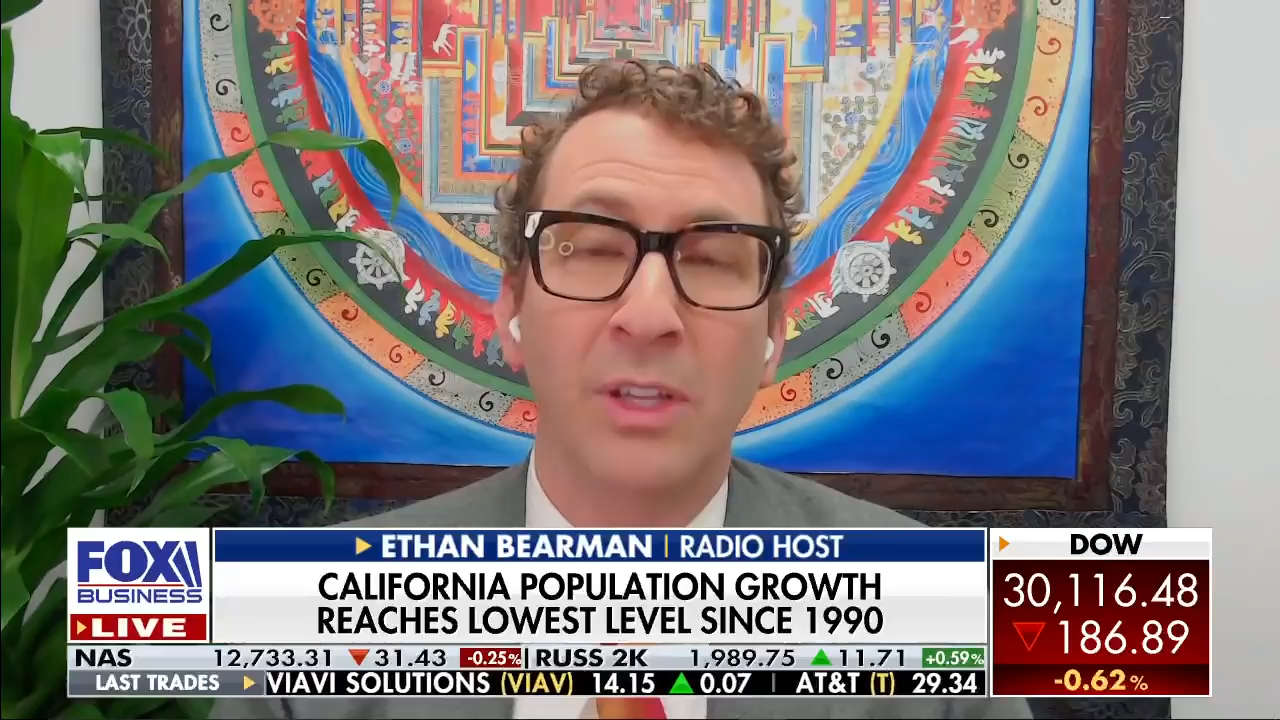 ETHAN BEARMAN | RADIO HOST
CALIFORNIA POPULATION GROWTH
REACHES LOWEST LEVEL SINCE 1990
FOX
BUSINESS
LIVE
DOW
30,116.48
186.89
-0.62%
NAS 12,733.31 31.43 -0.25% RUSS 2K 1,989.75 11.71 +0.59%
LAST TRADES VIAVI SOLUTIONS (VIAV) 14.15 0.07 | AT&T (T) 29.34